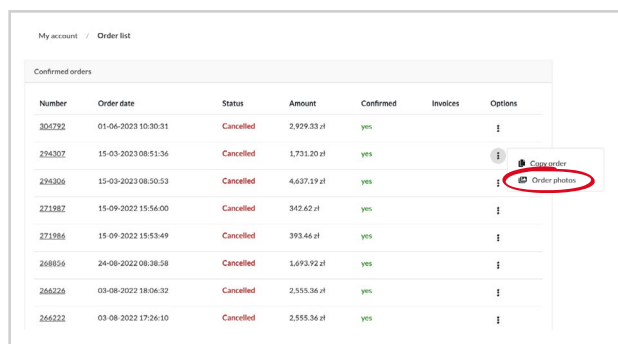 My account / Order list
Confirmed orders
Number Order date Status Amount Confirmed Invoices Options
304792 01-06-2023 10:30:31 Cancelled 2,929.33 zł yes
294307 15-03-2023 08:51:36 Cancelled 1,731.20 zł yes
Copy order
294306 15-03-2023 08:50:53 Cancelled 4,637.19 zł yes
Order photos
271987 15-09-2022 15:56:00 Cancelled 342.62 zł yes
271986 15-09-2022 15:53:49 Cancelled 393.46 zł yes
268856 24-08-2022 08:38:58 Cancelled 1,693.92 zł yes
266226 03-08-2022 18:06:32 Cancelled 2,555.36 zł yes
266222 03-08-2022 17:26:10 Cancelled 2,555.36 zł yes